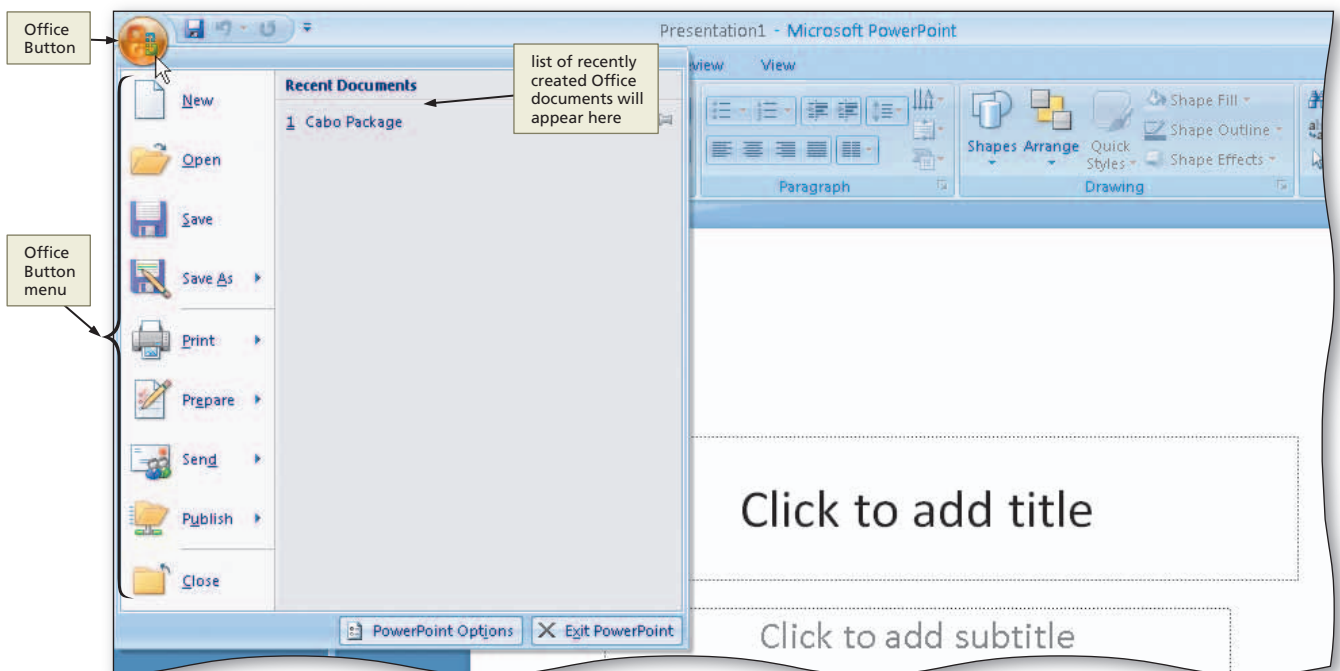 Office
Button
Presentation1 - Microsoft PowerPoint
list of recently
created Office
documents will
appear here
view View
Recent Documents
1 Cabo Package
New
Open
Save
Save As
Print
Prepare
Send
Publish
Close
Office
Button
menu
Shapes Arrange Quick
Styles
Shape Fill
Shape Outline
Shape Effects
Paragraph
Drawing
Click to add title
Click to add subtitle
PowerPoint Options
Exit PowerPoint